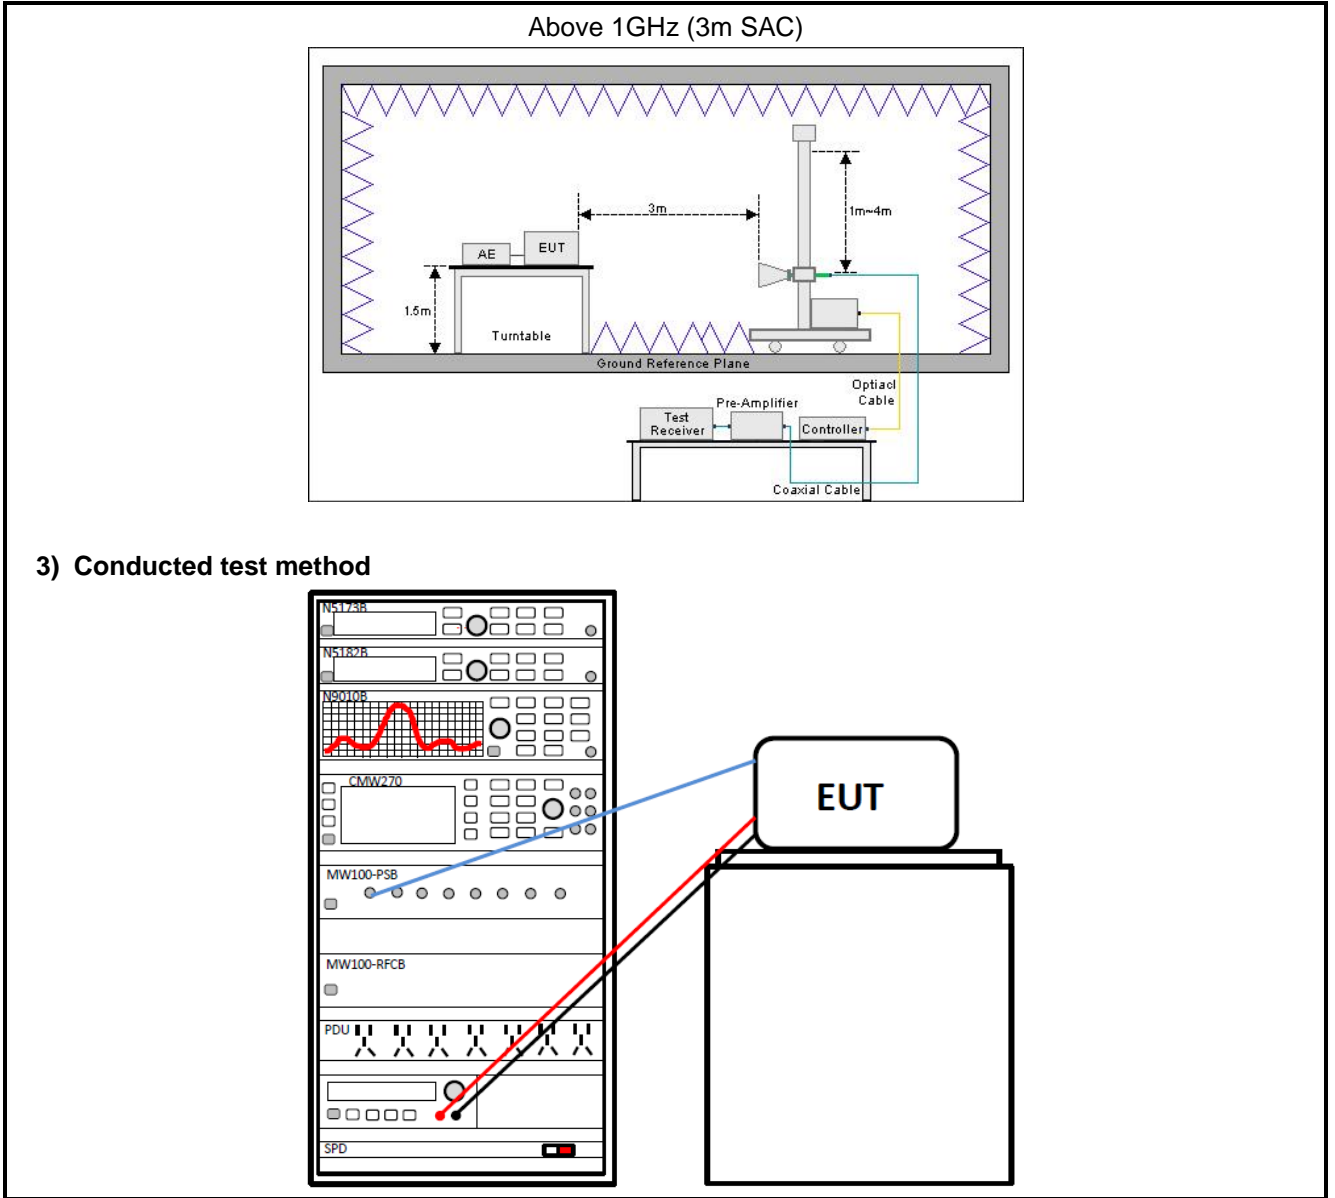 Above 1GHz (3m SAC)
3m
1m~4m
AE
EUT
1.5m
Turntable
Ground Reference Plane
Optiacl
Cable
Pre-Amplifier
Test
Receiver
Controller
Coaxial Cable
3) Conducted test method
N5173B
N5182B
N9010B
CMW270
EUT
MW100-PSB
MW100-RFCB
PDU
SPD